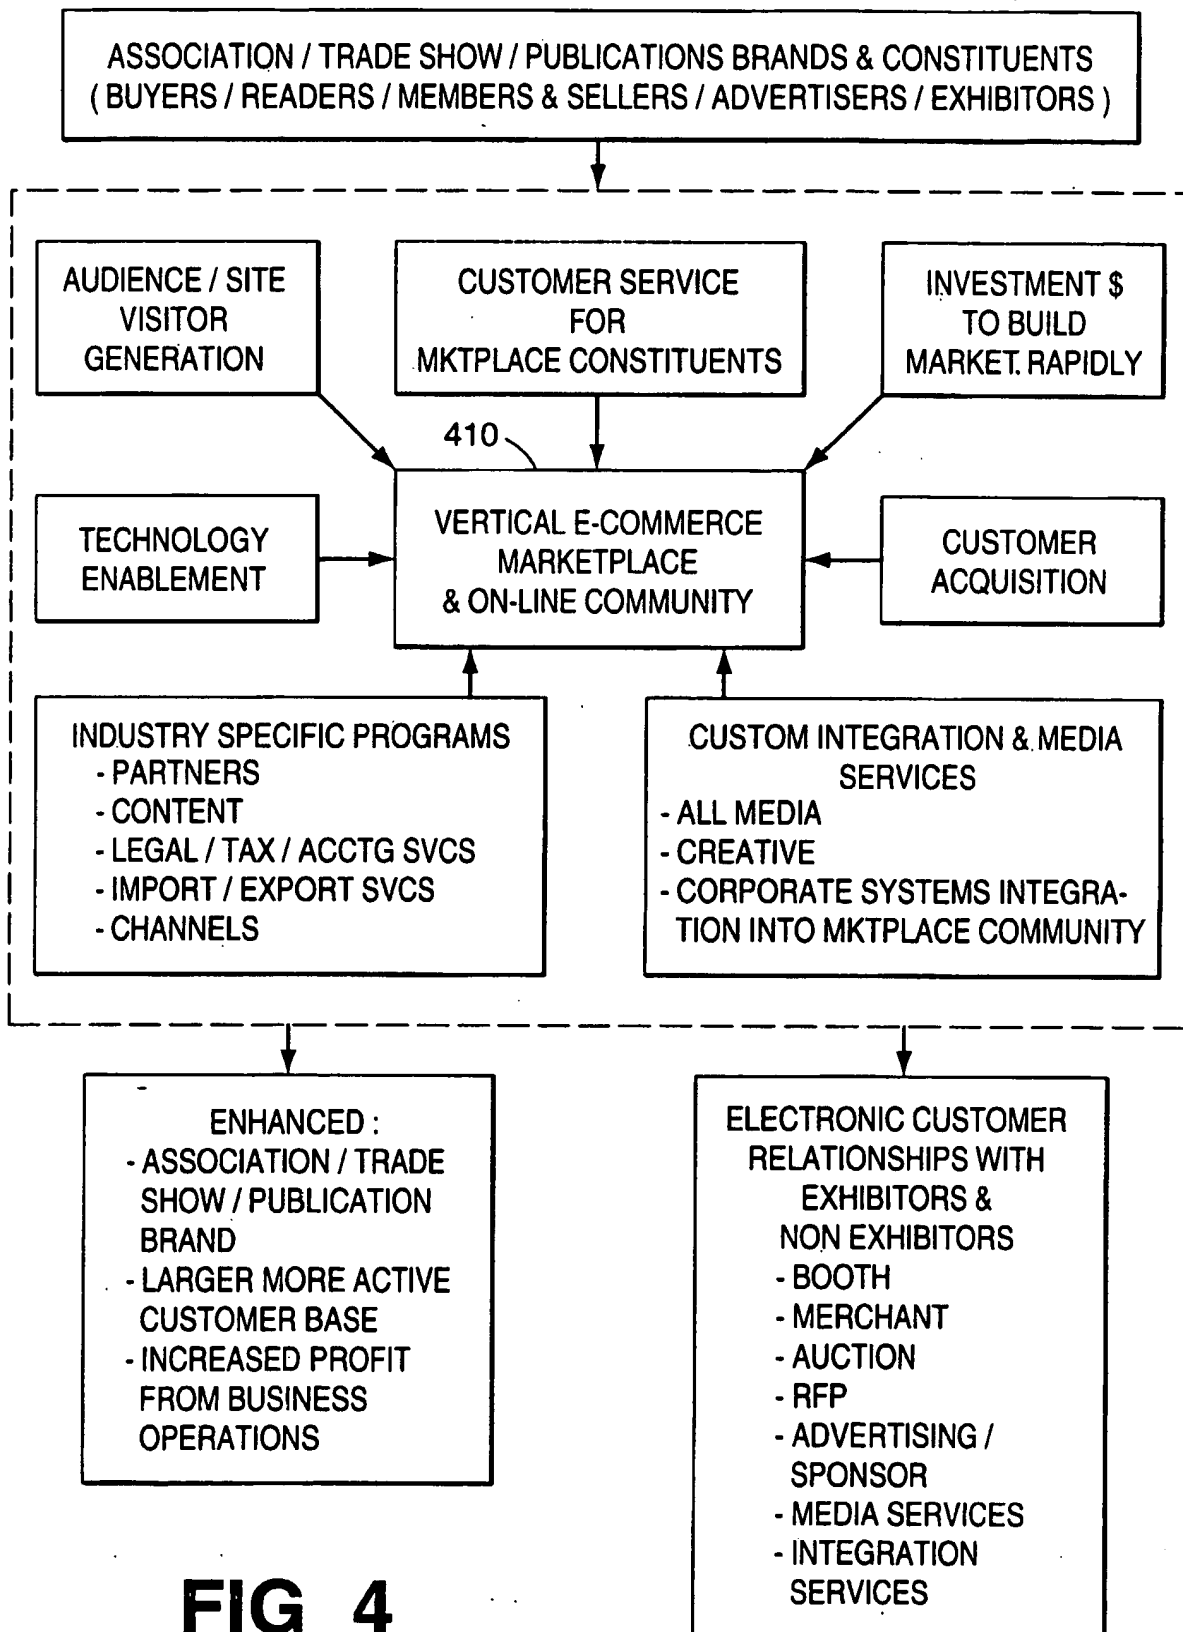 ASSOCIATION / TRADE SHOW / PUBLICATIONS BRANDS & CONSTITUENTS
( BUYERS / READERS / MEMBERS & SELLERS / ADVERTISERS / EXHIBITORS )
AUDIENCE / SITE
VISITOR
GENERATION
CUSTOMER SERVICE
FOR
MKTPLACE CONSTITUENTS
INVESTMENT $
TO BUILD
MARKET RAPIDLY
410
TECHNOLOGY
ENABLEMENT
VERTICAL E-COMMERCE
MARKETPLACE
& ON-LINE COMMUNITY
CUSTOMER
ACQUISITION
INDUSTRY SPECIFIC PROGRAMS
- PARTNERS
- CONTENT
- LEGAL / TAX / ACCTG SVCS
- IMPORT / EXPORT SVCS
- CHANNELS
CUSTOM INTEGRATION & MEDIA
SERVICES
- ALL MEDIA
- CREATIVE
- CORPORATE SYSTEMS INTEGRA-
TION INTO MKTPLACE COMMUNITY
ENHANCED :
- ASSOCIATION / TRADE
SHOW / PUBLICATION
BRAND
- LARGER MORE ACTIVE
CUSTOMER BASE
- INCREASED PROFIT
FROM BUSINESS
OPERATIONS
ELECTRONIC CUSTOMER
RELATIONSHIPS WITH
EXHIBITORS &
NON EXHIBITORS
- BOOTH
- MERCHANT
- AUCTION
- RFP
- ADVERTISING /
SPONSOR
- MEDIA SERVICES
- INTEGRATION
SERVICES
FIG 4